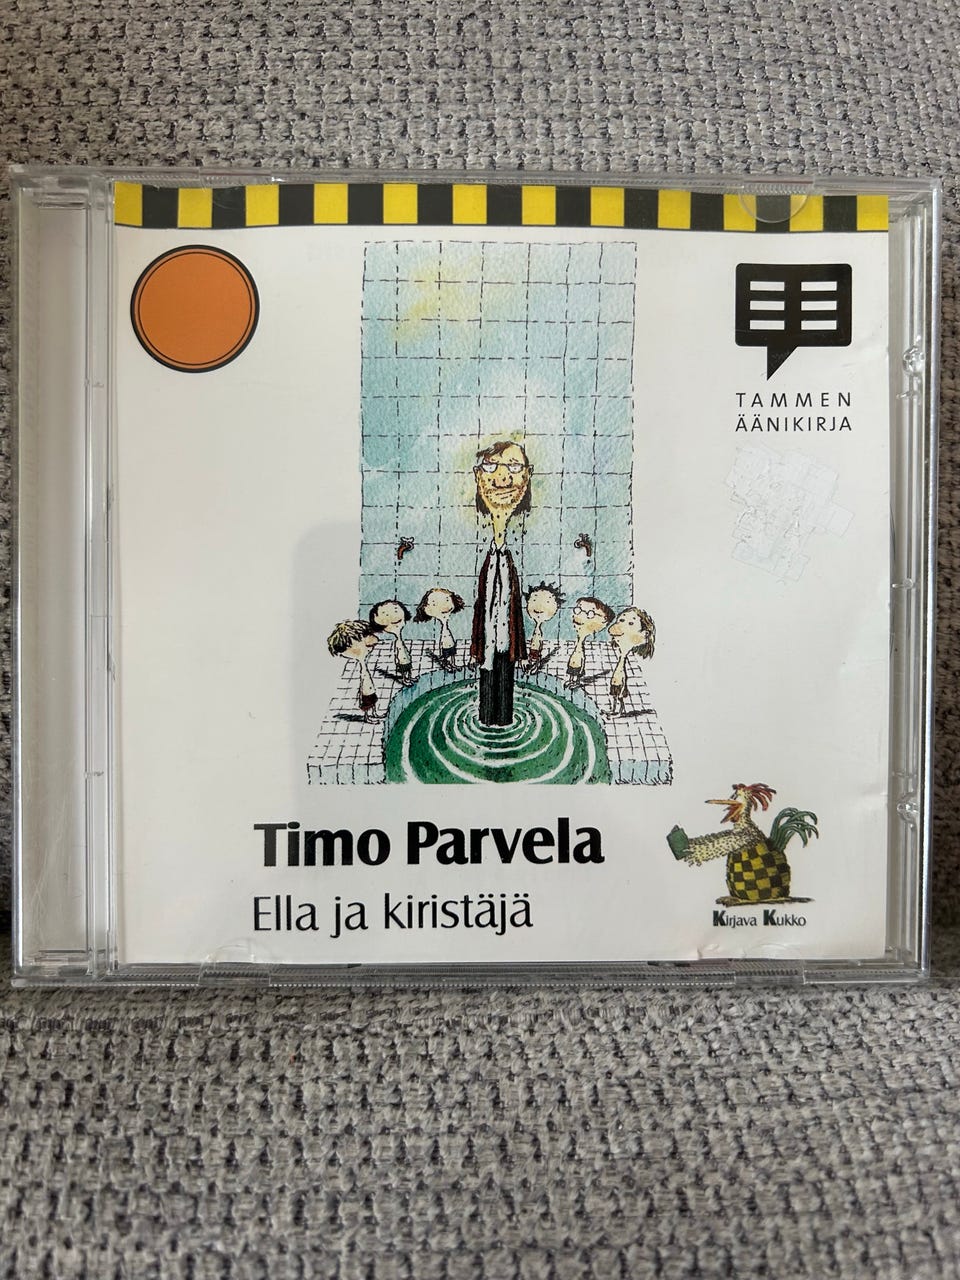 TAMMEN
ÄÄNIKIRJA
Timo Parvela
Ella ja kiristäjä
Kirjava Kukko